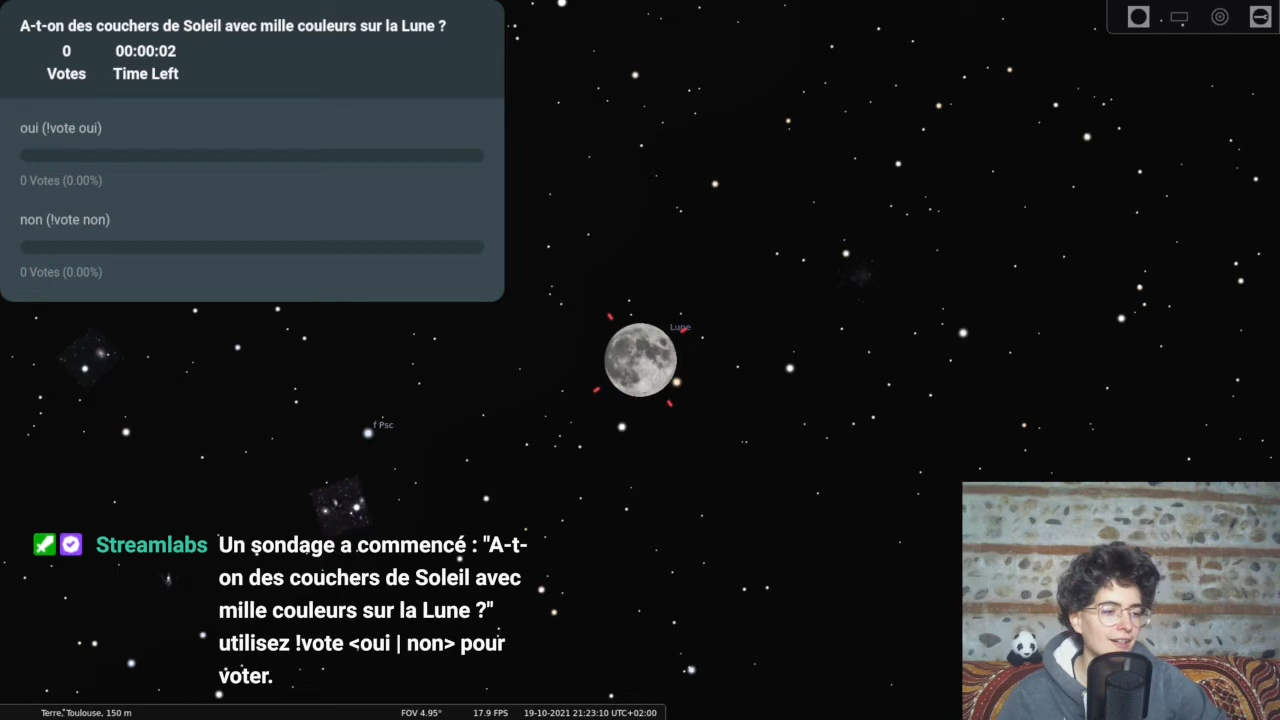 A-t-on des couchers de Soleil avec mille couleurs sur la Lune ?
0 00:00:02
Votes Time Left
oui (!vote oui)
0 Votes (0.00%)
non (!vote non)
0 Votes (0.00%)
Lune
f Psc
Streamlabs Un sondage a commencé : "A-t-
on des couchers de Soleil avec
mille couleurs sur la Lune ?"
utilisez !vote <oui | non> pour
voter.
Terre, Toulouse, 150 m FOV 4.95° 17.9 FPS 19-10-2021 21:23:10 UTC+02:00